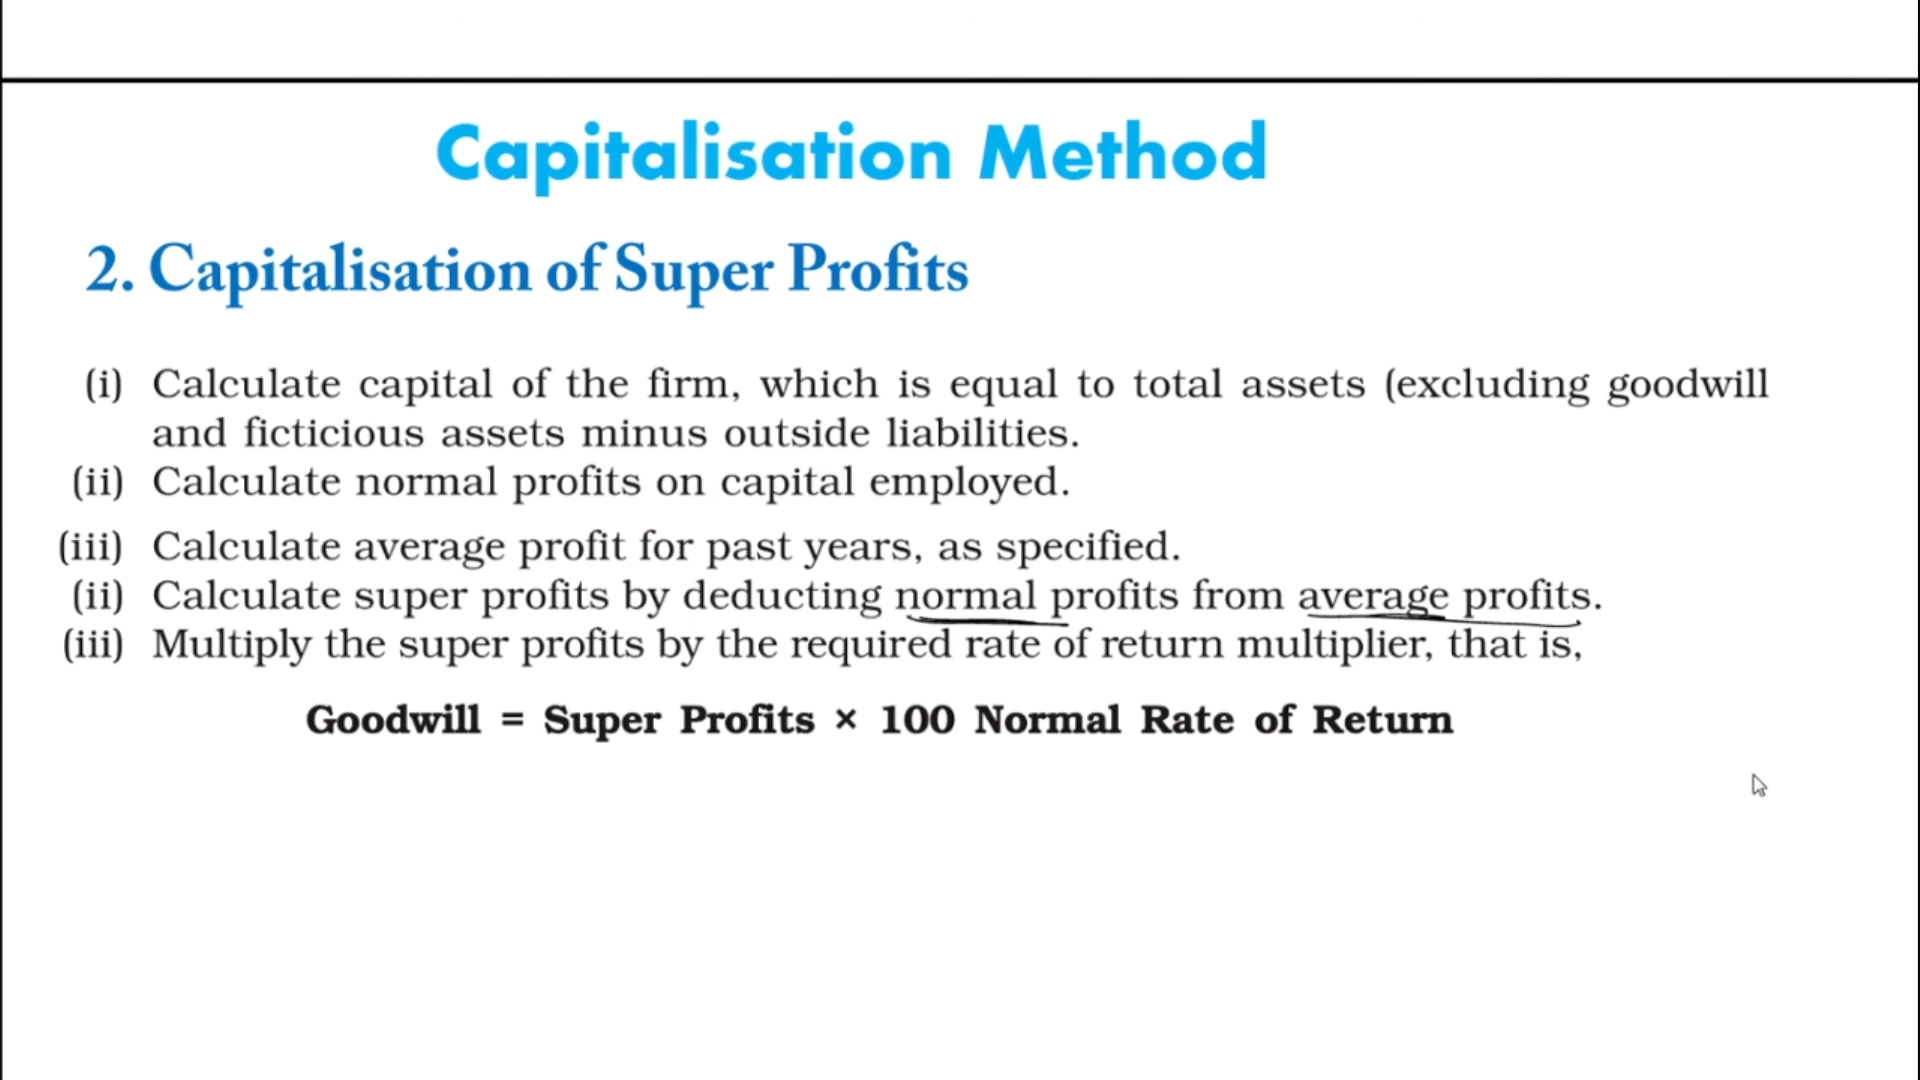 Capitalisation Method
2. Capitalisation of Super Profits
(i) Calculate capital of the firm, which is equal to total assets (excluding goodwill
and ficticious assets minus outside liabilities.
(ii) Calculate normal profits on capital employed.
(iii) Calculate average profit for past years, as specified.
(ii) Calculate super profits by deducting normal profits from average profits.
(iii) Multiply the super profits by the required rate of return multiplier, that is,
Goodwill = Super Profits × 100 Normal Rate of Return